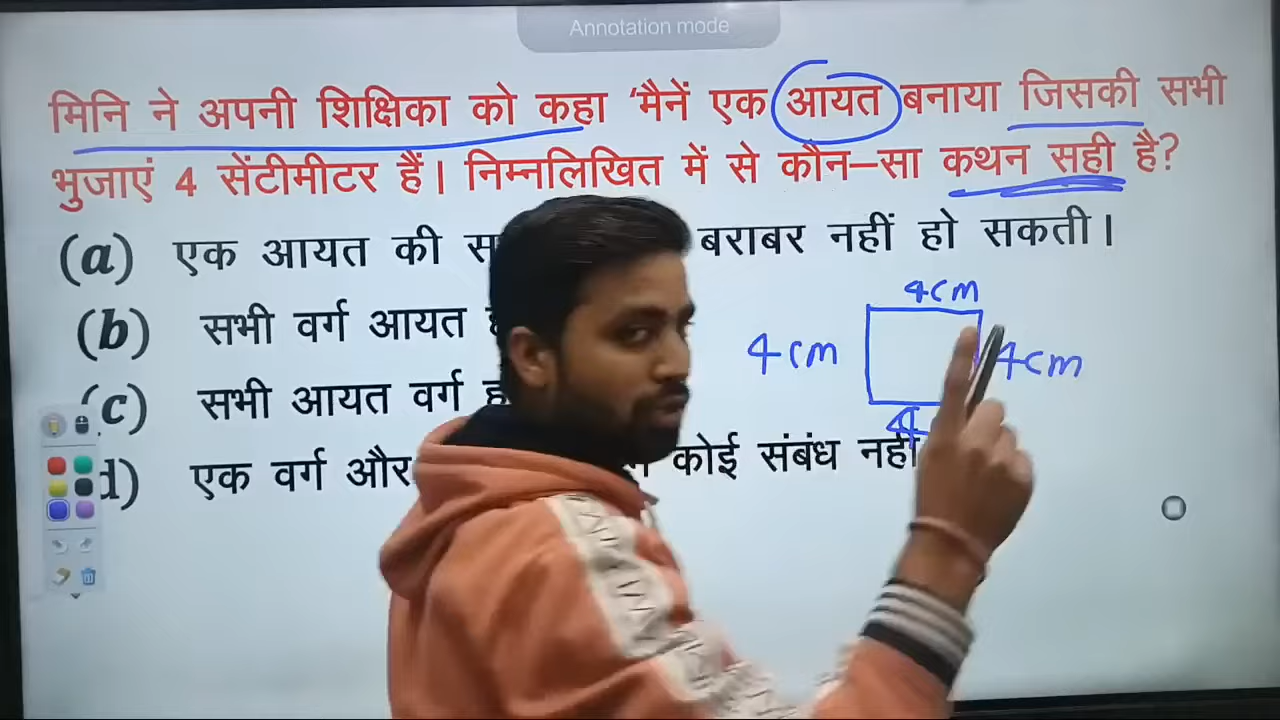 Annotation mode
मिनि ने अपनी शिक्षिका को कहा ‘मैनें एक आयत बनाया जिसकी सभी
भुजाएं 4 सेंटीमीटर हैं। निम्नलिखित में से कौन–सा कथन सही है?
(a) एक आयत की बराबर नहीं हो सकती।
4cm
(b) सभी वर्ग आयत
4cm 4cm
(c) सभी आयत वर्ग
d) एक वर्ग और कोई संबंध नहीं